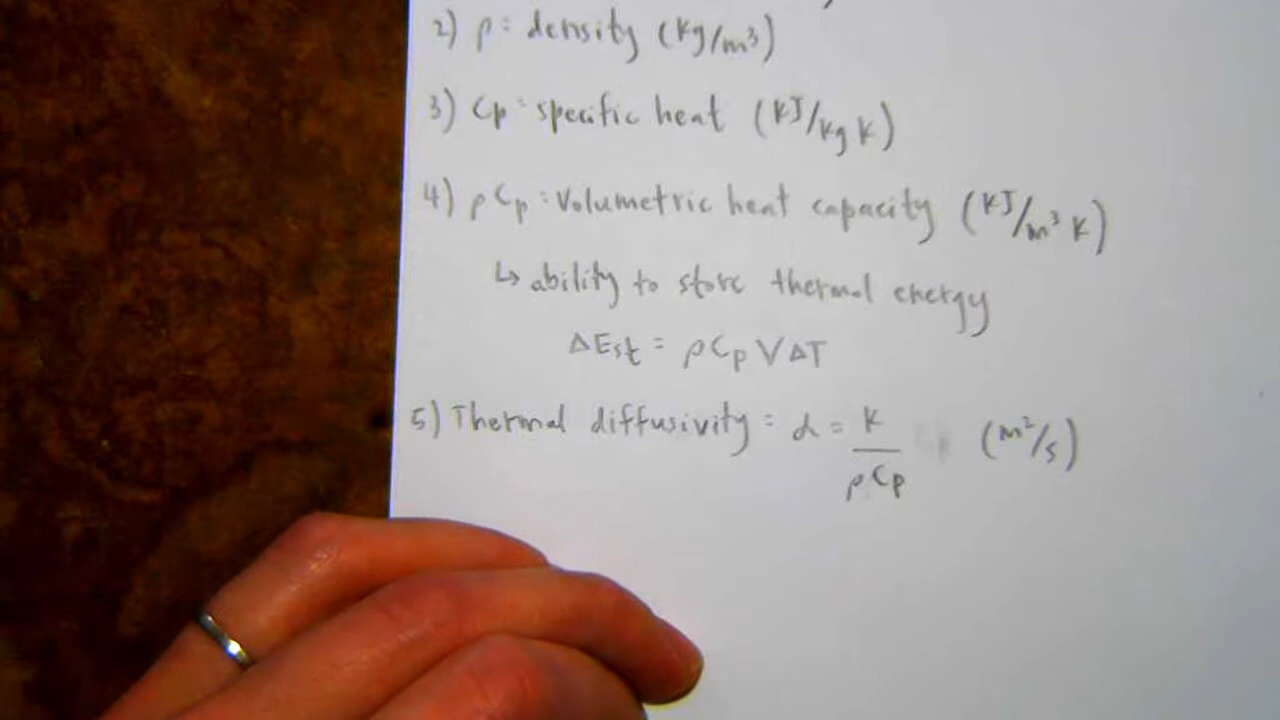 2) ρ: density (kg/m³)
3) Cp: specific heat (kJ/kg K)
4) ρCp: Volumetric heat capacity (kJ/m³ K)
↳ ability to store thermal energy
ΔEst = ρCp V ΔT
5) Thermal diffusivity: α = k/ρCp (m²/s)